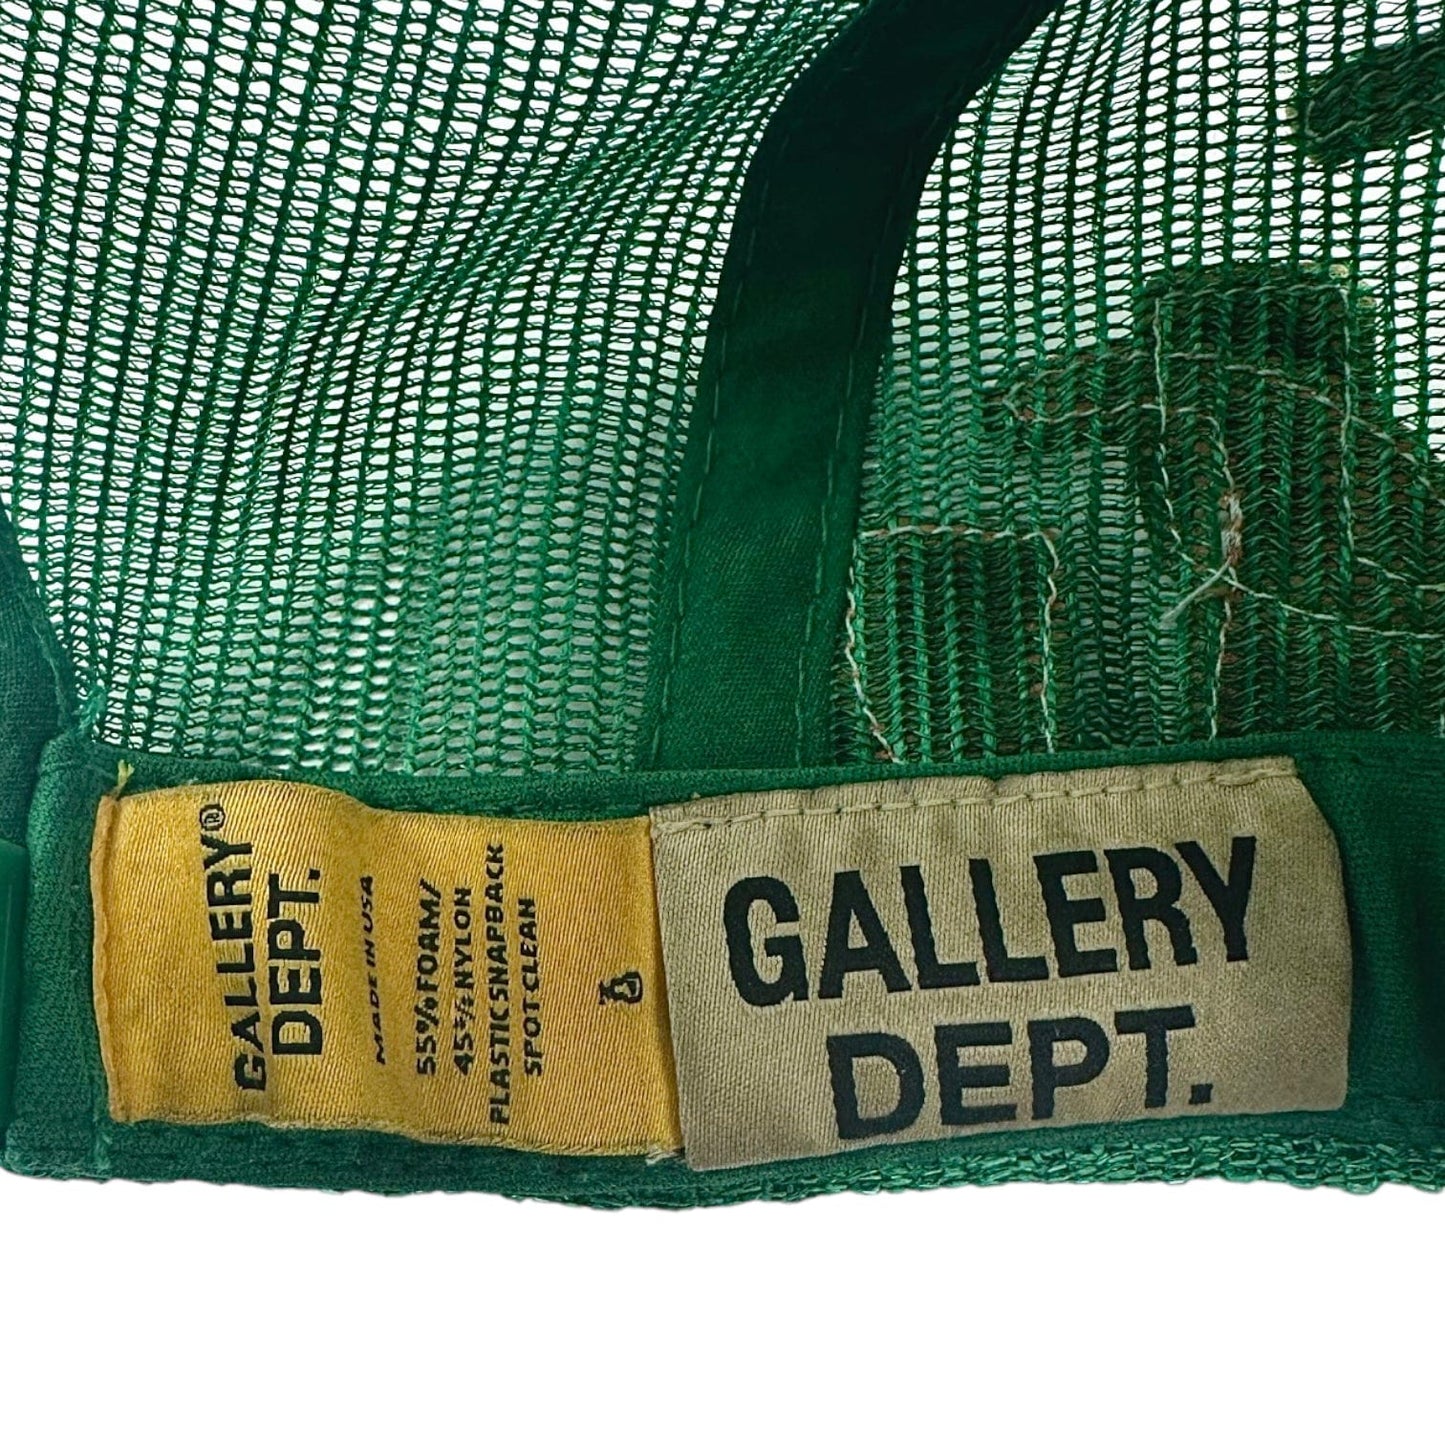 GALLERY®
DEPT.
MADE IN USA
55% FOAM/
45% NYLON
PLASTIC SNAPBACK
SPOT CLEAN
GALLERY
DEPT.